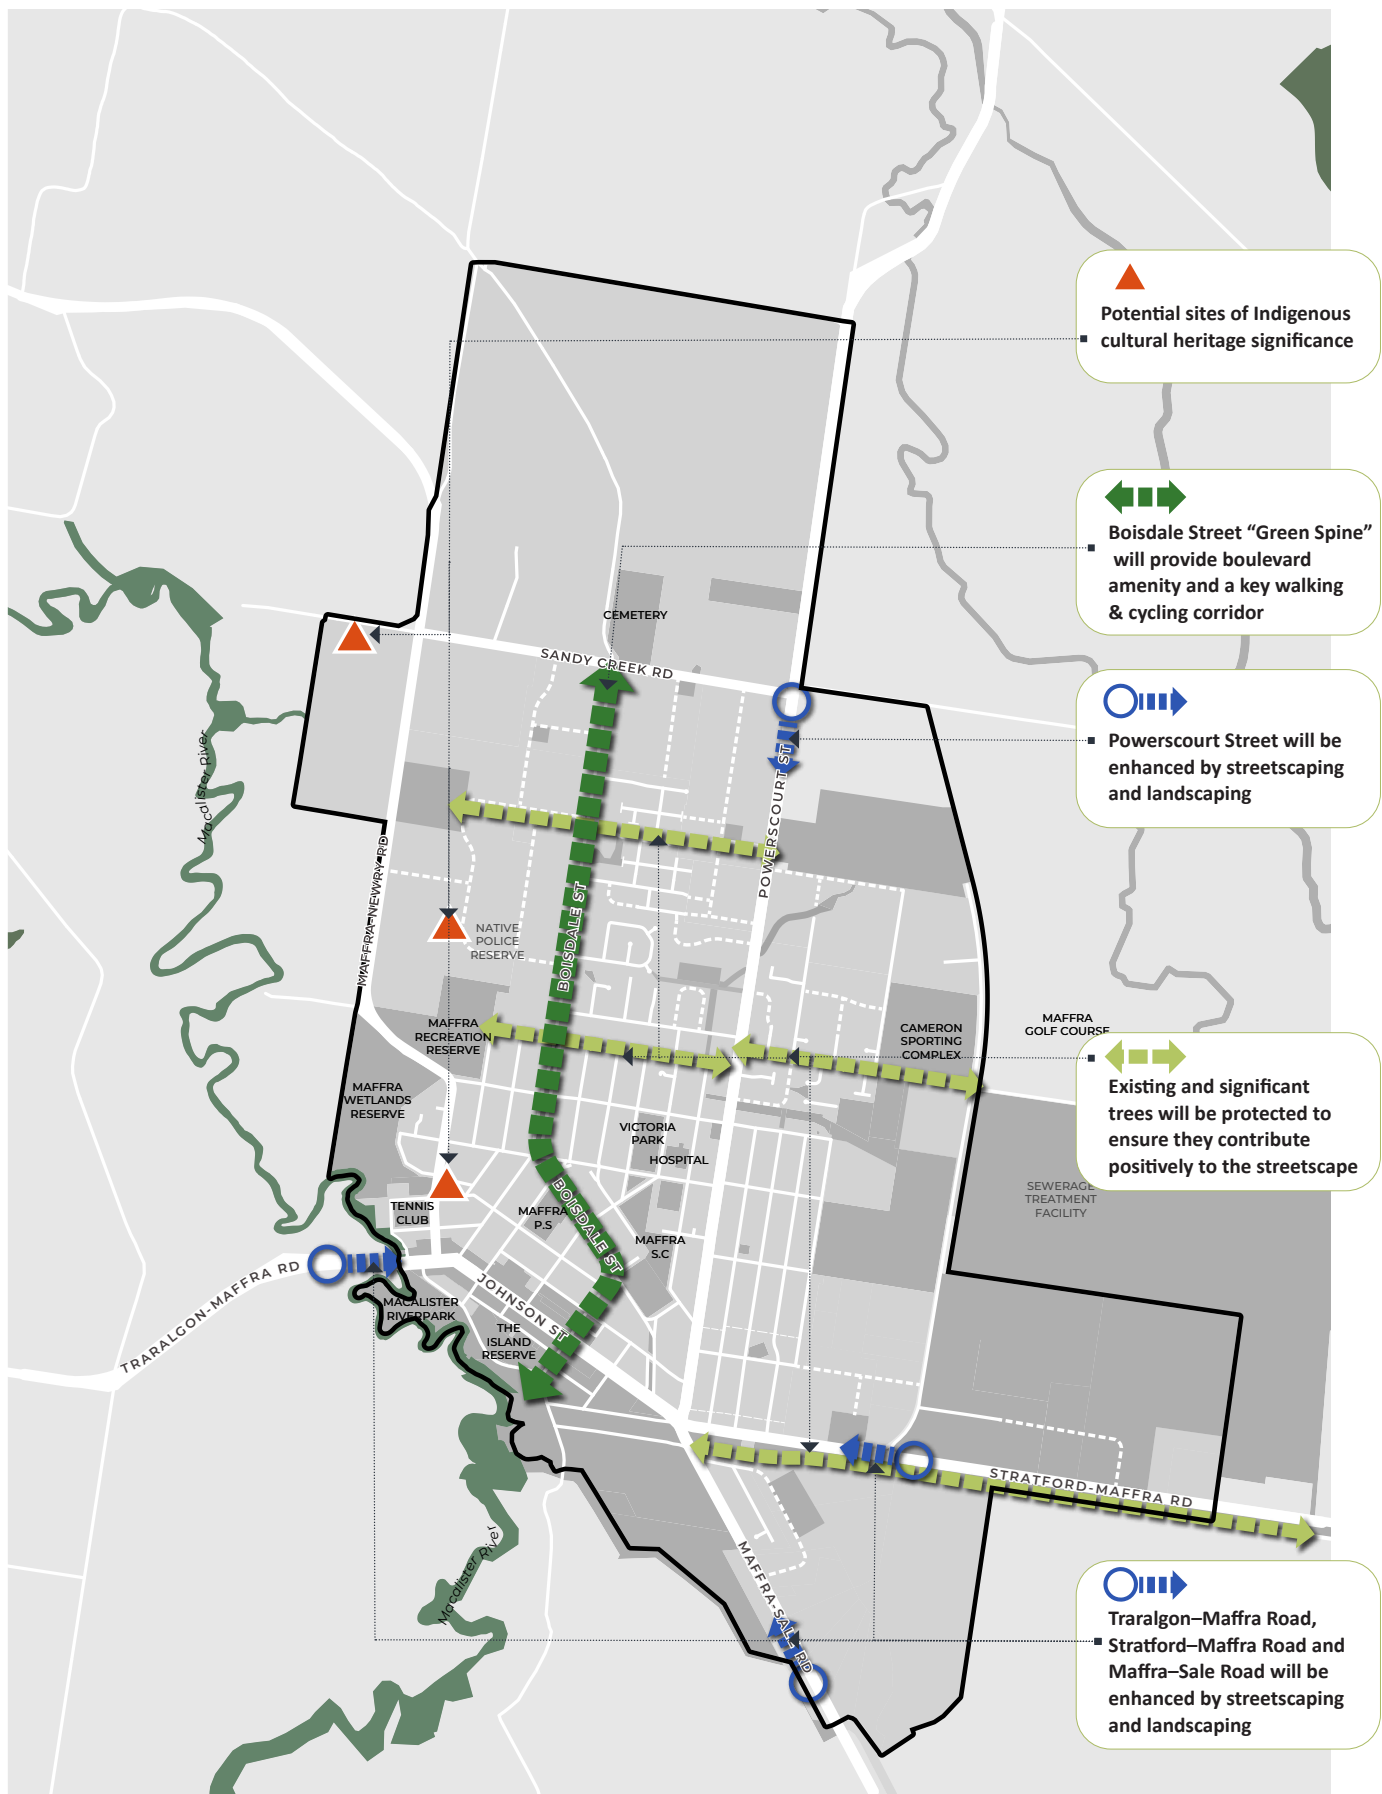 Potential sites of Indigenous
cultural heritage significance
Boisdale Street “Green Spine”
will provide boulevard
amenity and a key walking
& cycling corridor
CEMETERY
SANDY CREEK RD
Powerscourt Street will be
enhanced by streetscaping
and landscaping
Macalister River
POWERSCOURT ST
MAFFRA-NEWRY RD
BOISDALE ST
NATIVE
POLICE
RESERVE
MAFFRA
RECREATION
RESERVE
CAMERON
SPORTING
COMPLEX
MAFFRA
GOLF COURSE
Existing and significant
trees will be protected to
ensure they contribute
positively to the streetscape
MAFFRA
WETLANDS
RESERVE
VICTORIA
PARK
HOSPITAL
SEWERAGE
TREATMENT
FACILITY
TENNIS
CLUB
MAFFRA
P.S
BOISDALE ST
MAFFRA
S.C
TRARALGON-MAFFRA RD
JOHNSON ST
MACALISTER
RIVERPARK
THE
ISLAND
RESERVE
STRATFORD-MAFFRA RD
Macalister River
MAFFRA-SALE RD
Traralgon–Maffra Road,
Stratford–Maffra Road and
Maffra–Sale Road will be
enhanced by streetscaping
and landscaping